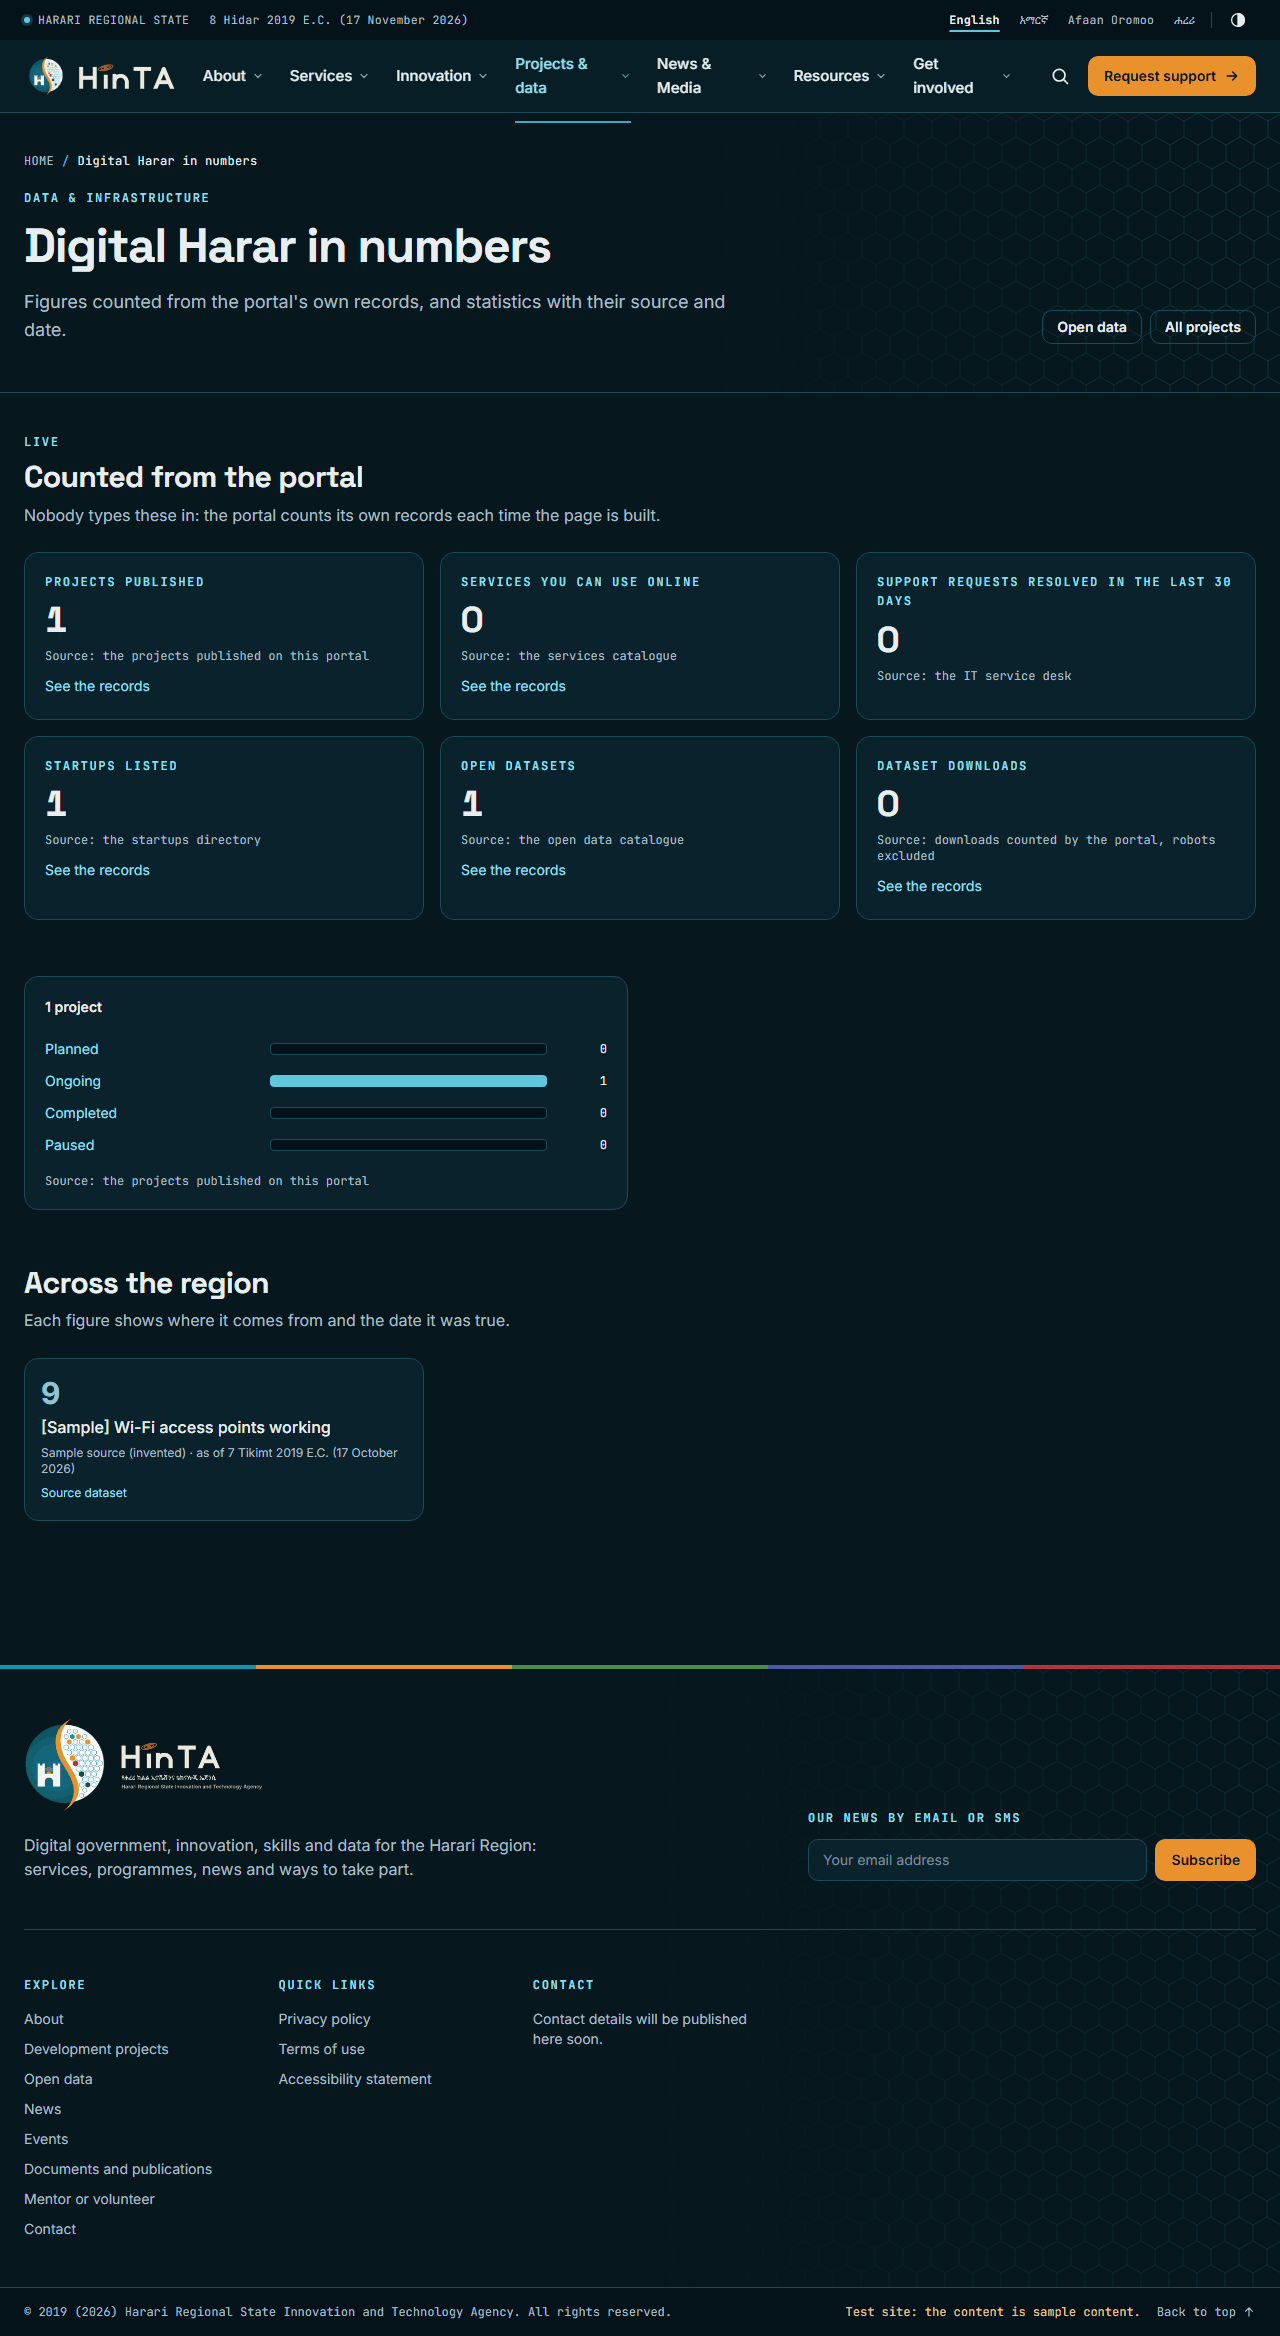 HARARI REGIONAL STATE 8 Hidar 2019 E.C. (17 November 2026) English አማርኛ Afaan Oromoo ሐረሪ
HinTA About Services Innovation Projects & data News & Media Resources Get involved Request support →
HOME / Digital Harar in numbers
DATA & INFRASTRUCTURE
Digital Harar in numbers
Figures counted from the portal's own records, and statistics with their source and
date.
Open data All projects
LIVE
Counted from the portal
Nobody types these in: the portal counts its own records each time the page is built.
PROJECTS PUBLISHED
1
Source: the projects published on this portal
See the records
SERVICES YOU CAN USE ONLINE
0
Source: the services catalogue
See the records
SUPPORT REQUESTS RESOLVED IN THE LAST 30
DAYS
0
Source: the IT service desk
STARTUPS LISTED
1
Source: the startups directory
See the records
OPEN DATASETS
1
Source: the open data catalogue
See the records
DATASET DOWNLOADS
0
Source: downloads counted by the portal, robots
excluded
See the records
1 project
Planned 0
Ongoing 1
Completed 0
Paused 0
Source: the projects published on this portal
Across the region
Each figure shows where it comes from and the date it was true.
9
[Sample] Wi-Fi access points working
Sample source (invented) · as of 7 Tikimt 2019 E.C. (17 October
2026)
Source dataset
HinTA
Harari Regional State Innovation and Technology Agency
Digital government, innovation, skills and data for the Harari Region:
services, programmes, news and ways to take part.
OUR NEWS BY EMAIL OR SMS
Your email address Subscribe
EXPLORE
About
Development projects
Open data
News
Events
Documents and publications
Mentor or volunteer
Contact
QUICK LINKS
Privacy policy
Terms of use
Accessibility statement
CONTACT
Contact details will be published
here soon.
© 2019 (2026) Harari Regional State Innovation and Technology Agency. All rights reserved. Test site: the content is sample content. Back to top ↑